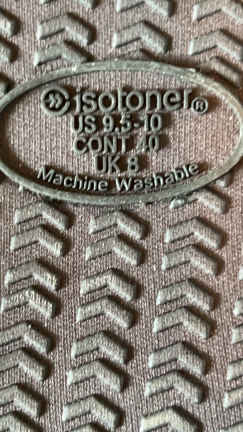 isotoner®
US 9.5-10
CONT 40
UK 8
Machine Washable